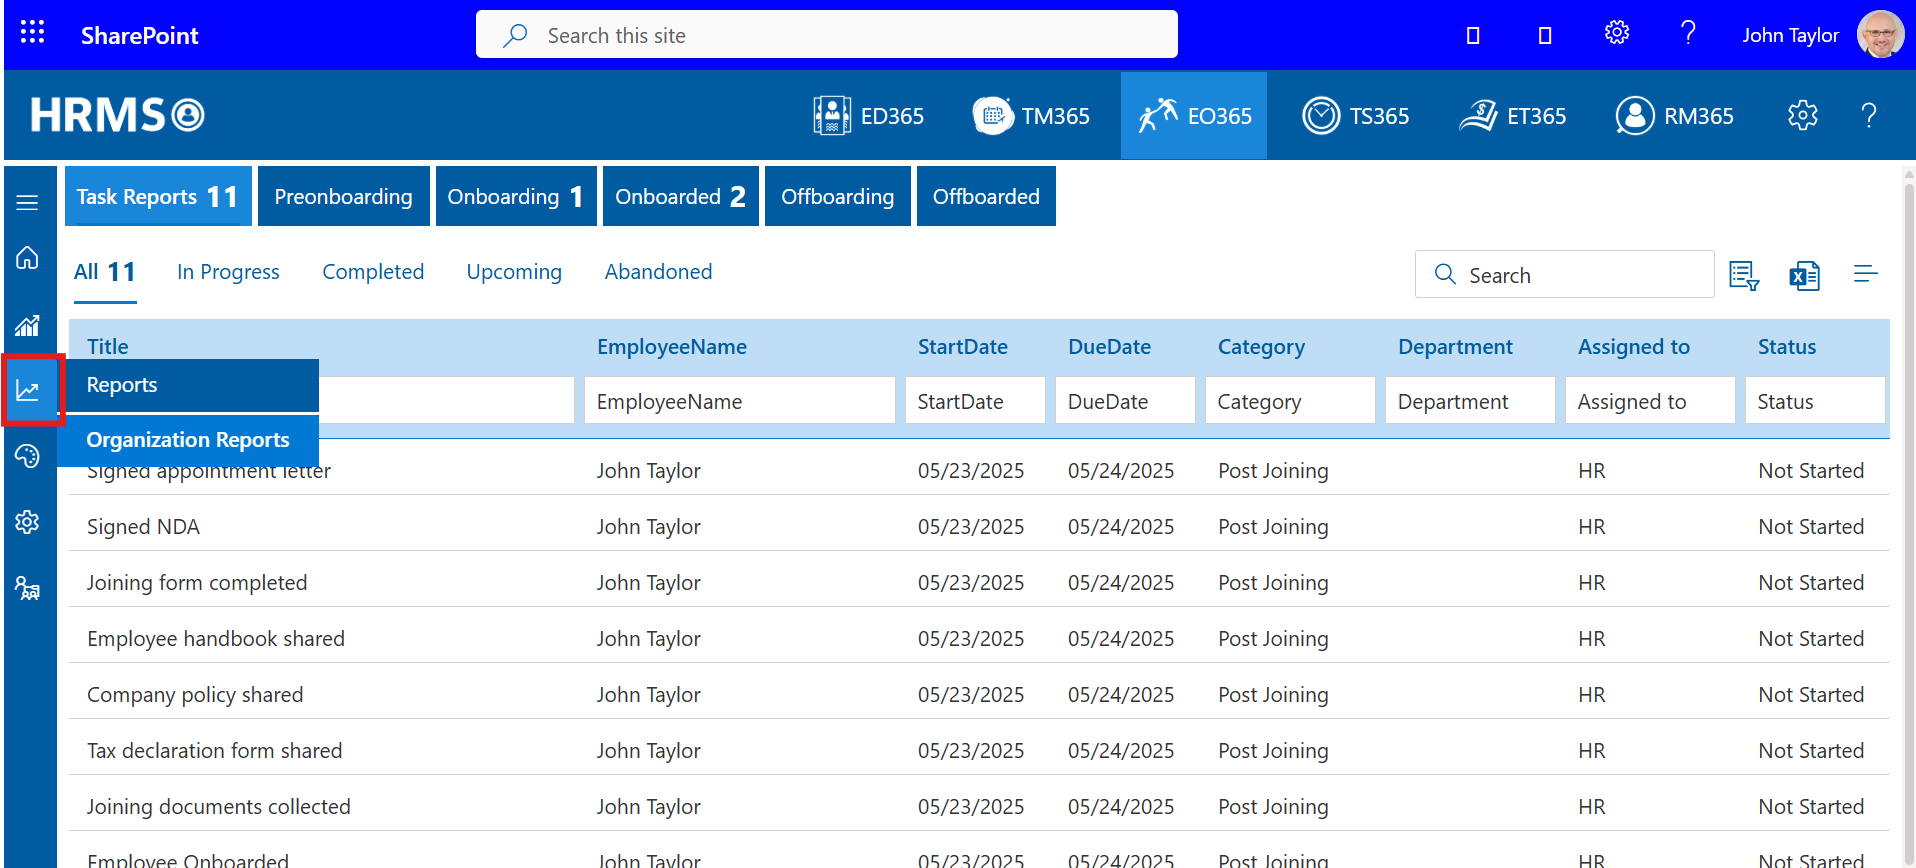 SharePoint
Search this site
John Taylor
HRMS
ED365
TM365
EO365
TS365
ET365
RM365
Task Reports 11
Preonboarding
Onboarding 1
Onboarded 2
Offboarding
Offboarded
All 11
In Progress
Completed
Upcoming
Abandoned
Search
Title EmployeeName StartDate DueDate Category Department Assigned to Status
Reports
EmployeeName StartDate DueDate Category Department Assigned to Status
Organization Reports
Signed appointment letter John Taylor 05/23/2025 05/24/2025 Post Joining HR Not Started
Signed NDA John Taylor 05/23/2025 05/24/2025 Post Joining HR Not Started
Joining form completed John Taylor 05/23/2025 05/24/2025 Post Joining HR Not Started
Employee handbook shared John Taylor 05/23/2025 05/24/2025 Post Joining HR Not Started
Company policy shared John Taylor 05/23/2025 05/24/2025 Post Joining HR Not Started
Tax declaration form shared John Taylor 05/23/2025 05/24/2025 Post Joining HR Not Started
Joining documents collected John Taylor 05/23/2025 05/24/2025 Post Joining HR Not Started
Employee Onboarded John Taylor 05/23/2025 05/24/2025 Post Joining HR Not Started